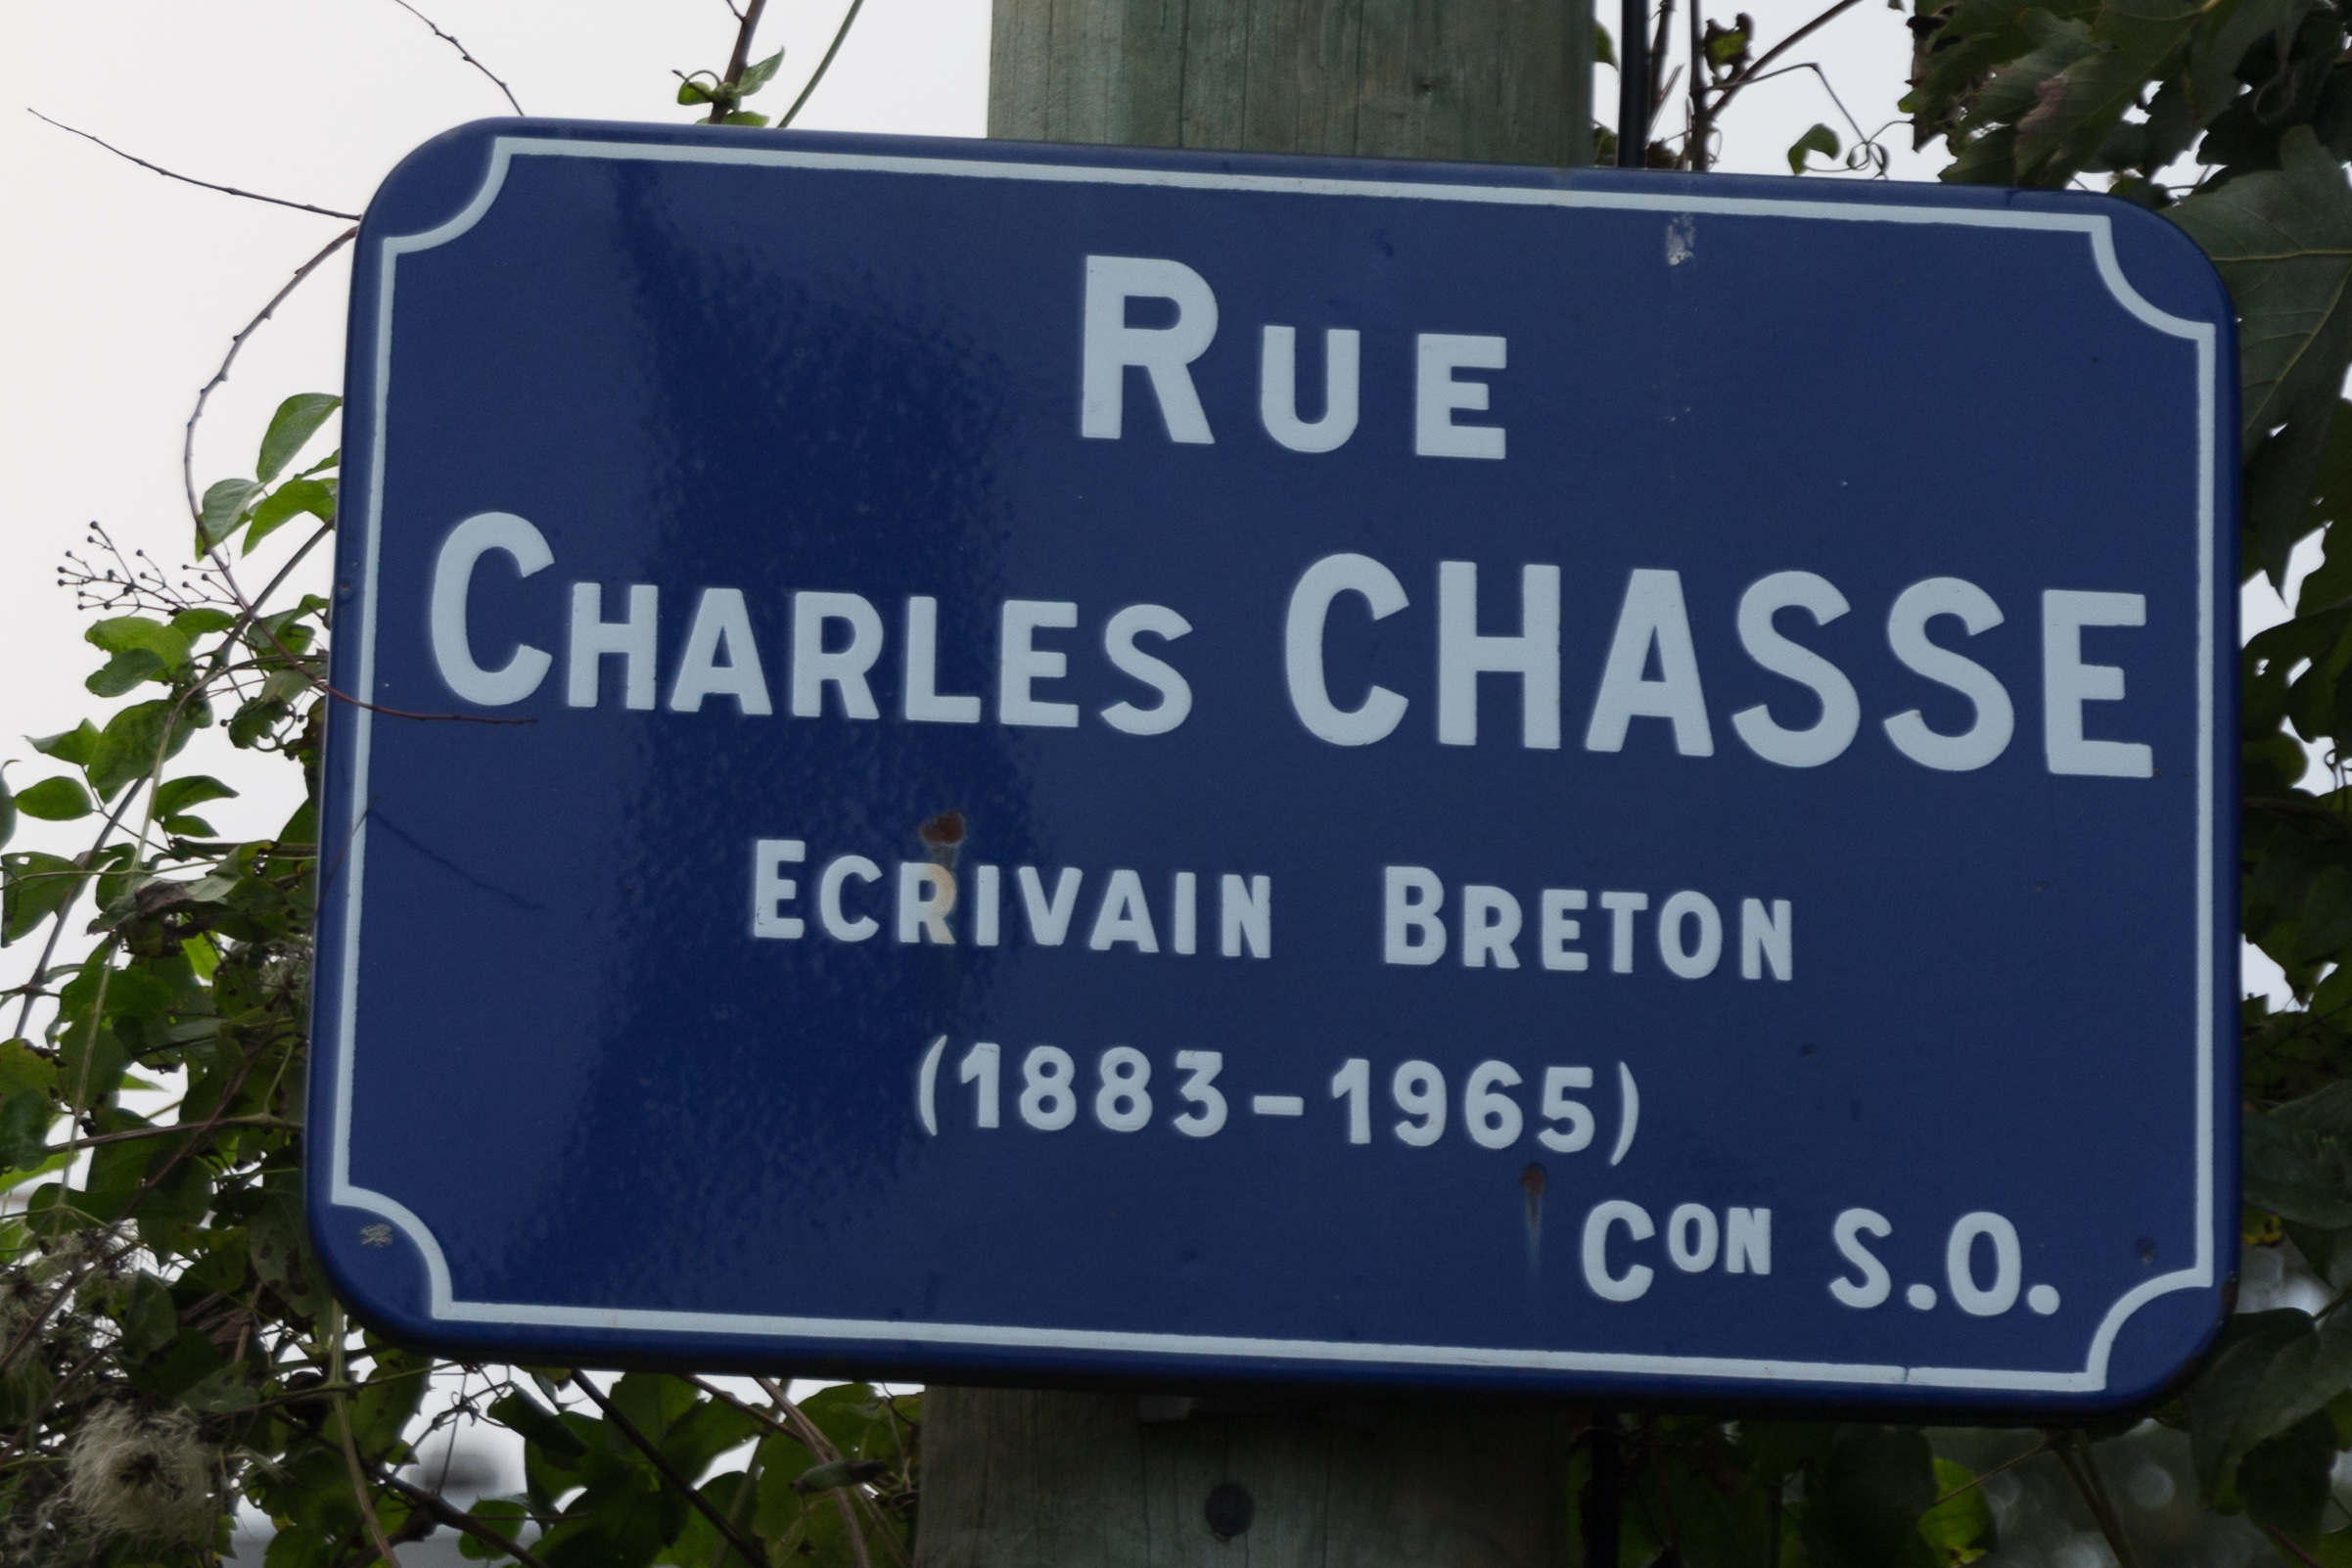 RUE
CHARLES CHASSE
ECRIVAIN BRETON
(1883-1965)
CON S.O.